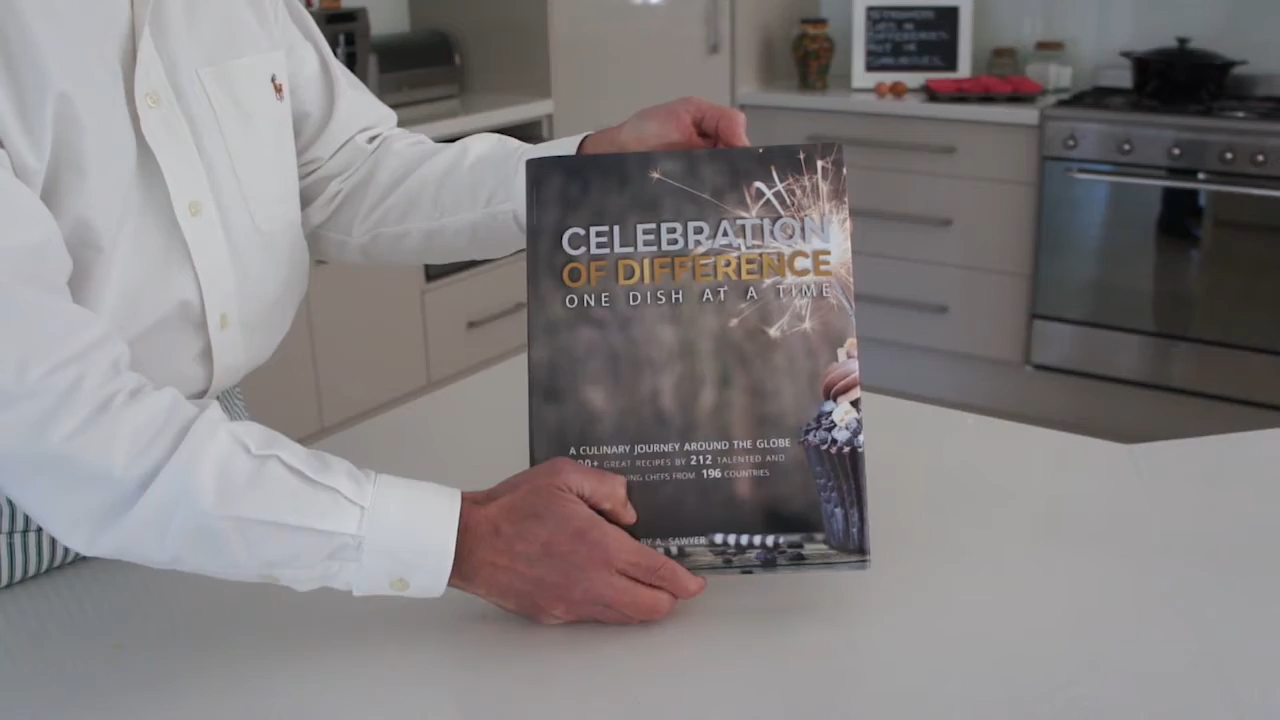 CELEBRATION
OF DIFFERENCE
ONE DISH AT A TIME
A CULINARY JOURNEY AROUND THE GLOBE
GREAT RECIPES BY 212 TALENTED AND
CHEFS FROM 196 COUNTRIES
BY A. SAWYER